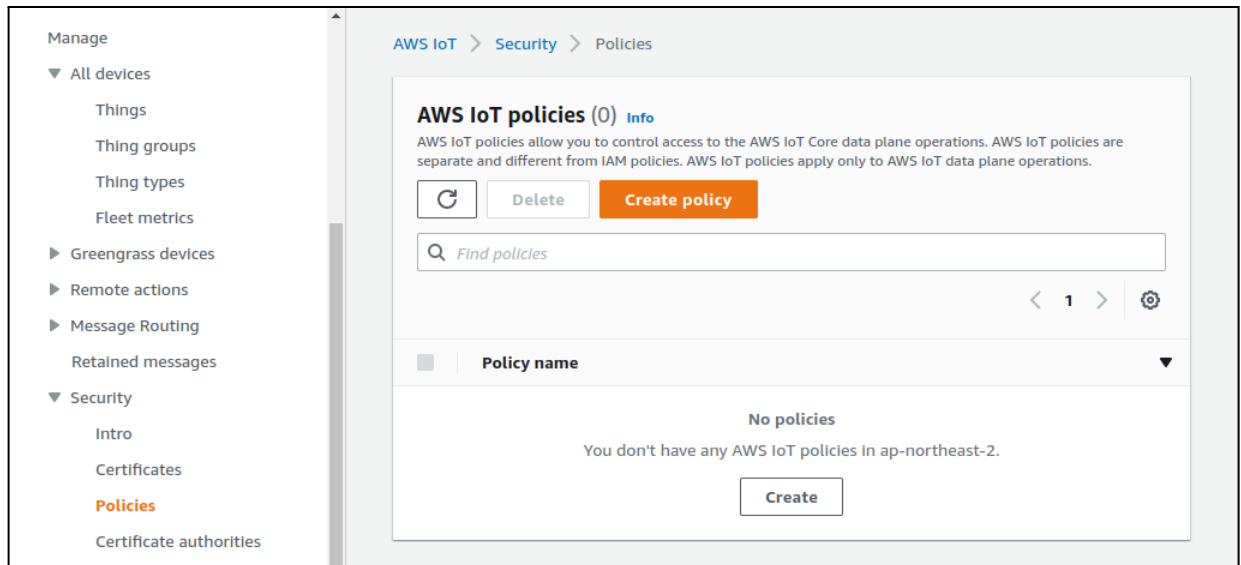 Manage
All devices
Things
Thing groups
Thing types
Fleet metrics
Greengrass devices
Remote actions
Message Routing
Retained messages
Security
Intro
Certificates
Policies
Certificate authorities
AWS IoT > Security > Policies
AWS IoT policies (0) Info
AWS IoT policies allow you to control access to the AWS IoT Core data plane operations. AWS IoT policies are
separate and different from IAM policies. AWS IoT policies apply only to AWS IoT data plane operations.
Delete Create policy
Find policies
1
Policy name
No policies
You don't have any AWS IoT policies in ap-northeast-2.
Create